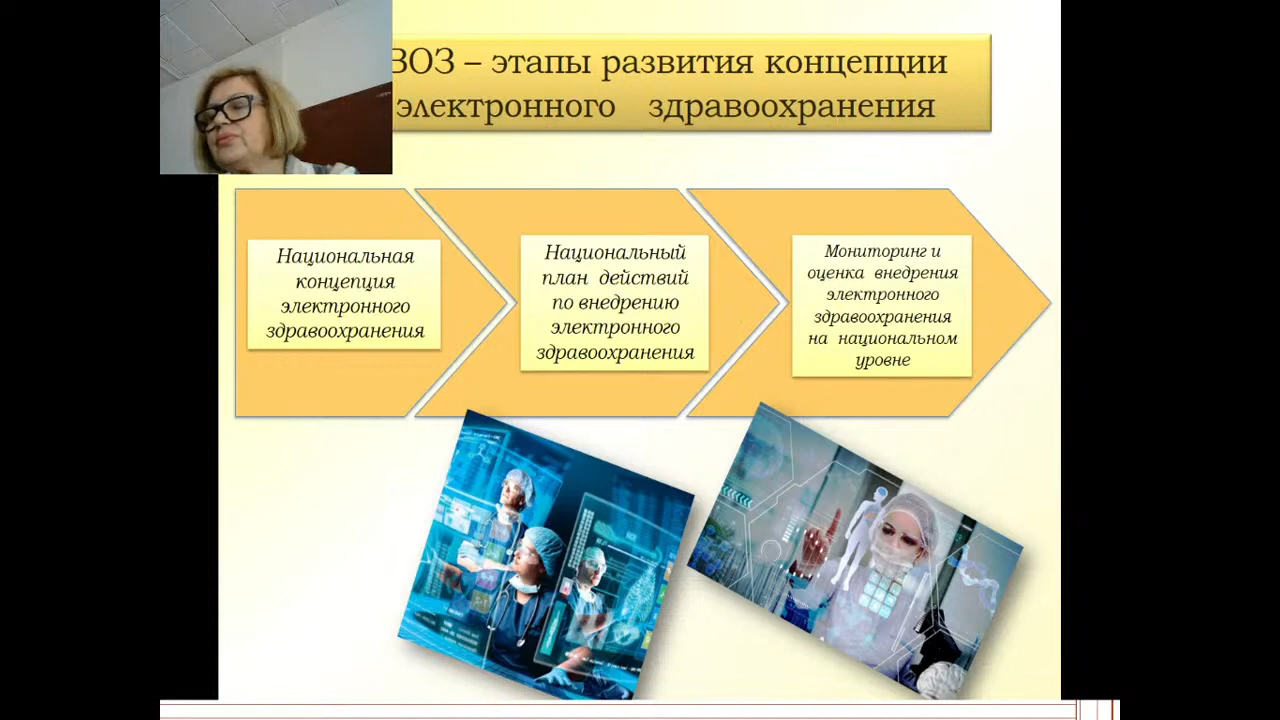 ВОЗ – этапы развития концепции
электронного здравоохранения
Национальная
концепция
электронного
здравоохранения
Национальный
план действий
по внедрению
электронного
здравоохранения
Мониторинг и
оценка внедрения
электронного
здравоохранения
на национальном
уровне